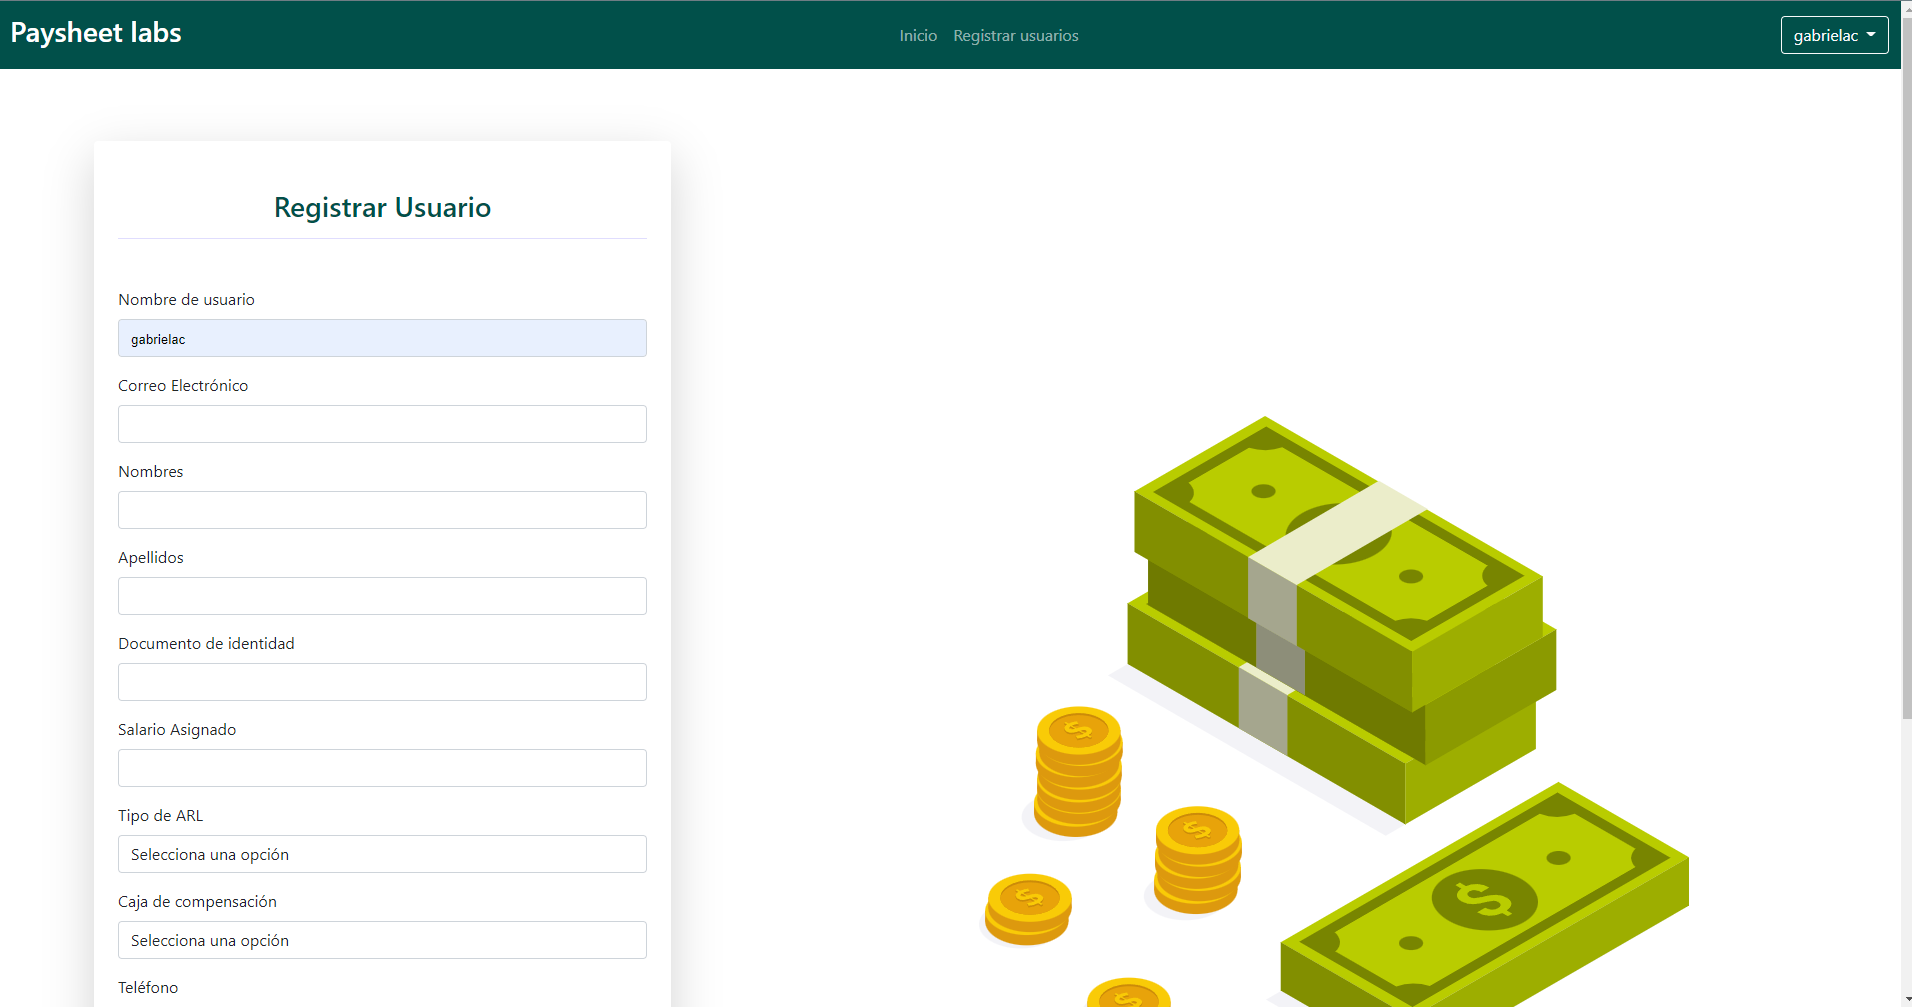 Paysheet labs
Inicio
Registrar usuarios
gabrielac
Registrar Usuario
Nombre de usuario
gabrielac
Correo Electrónico
Nombres
Apellidos
Documento de identidad
Salario Asignado
Tipo de ARL
Selecciona una opción
Caja de compensación
Selecciona una opción
Teléfono
$
$
$
$
$